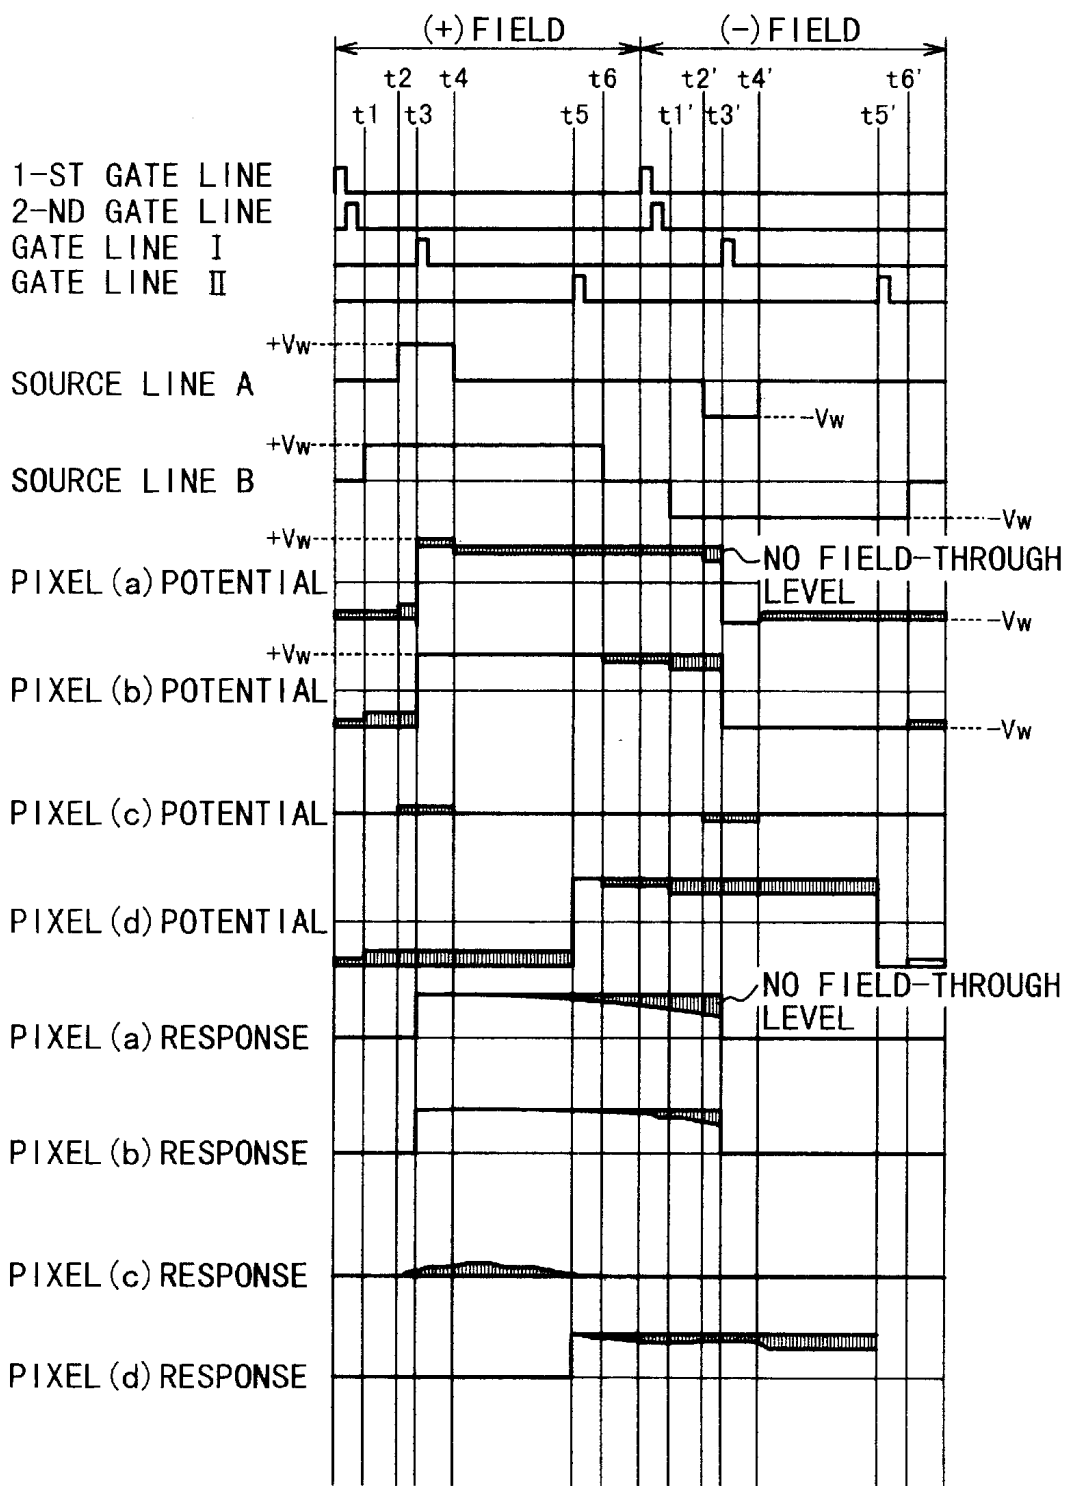 (+)FIELD
(-)FIELD
t2 t4 t6 t2' t4' t6'
t1 t3 t5 t1' t3' t5'
1-ST GATE LINE
2-ND GATE LINE
GATE LINE I
GATE LINE II
+Vw
SOURCE LINE A
-Vw
+Vw
SOURCE LINE B
-Vw
+Vw
NO FIELD-THROUGH
LEVEL
PIXEL(a)POTENTIAL
-Vw
+Vw
PIXEL(b)POTENTIAL
-Vw
PIXEL(c)POTENTIAL
PIXEL(d)POTENTIAL
NO FIELD-THROUGH
LEVEL
PIXEL(a)RESPONSE
PIXEL(b)RESPONSE
PIXEL(c)RESPONSE
PIXEL(d)RESPONSE